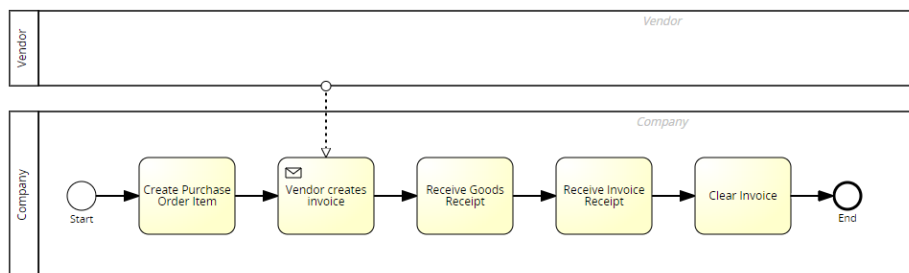 Vendor
Vendor
Company
Company
Start
Create Purchase
Order Item
Vendor creates
invoice
Receive Goods
Receipt
Receive Invoice
Receipt
Clear Invoice
End